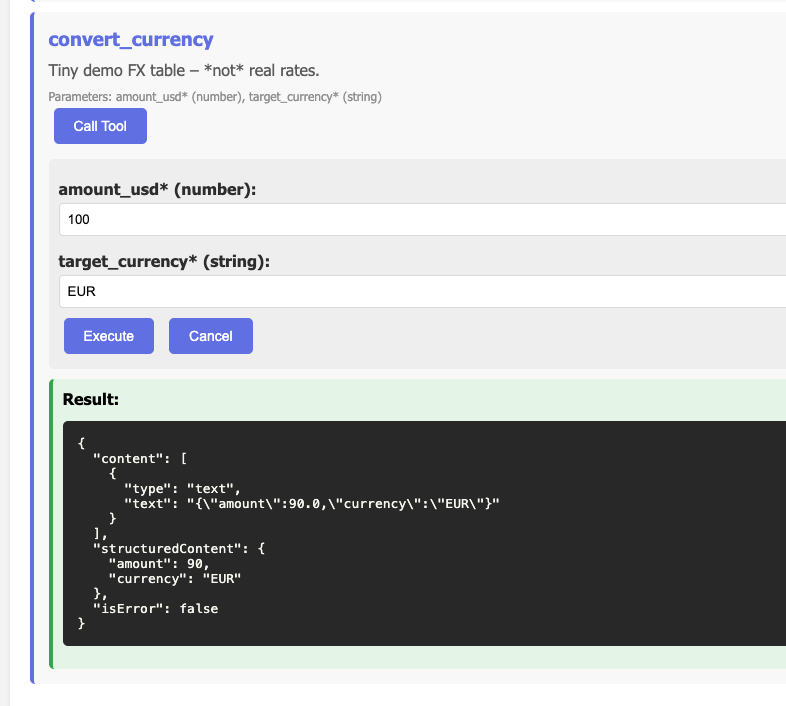 convert_currency
Tiny demo FX table – *not* real rates.
Parameters: amount_usd* (number), target_currency* (string)
Call Tool
amount_usd* (number):
100
target_currency* (string):
EUR
Execute Cancel
Result:
{
  "content": [
    {
      "type": "text",
      "text": "{\"amount\":90.0,\"currency\":\"EUR\"}"
    }
  ],
  "structuredContent": {
    "amount": 90,
    "currency": "EUR"
  },
  "isError": false
}